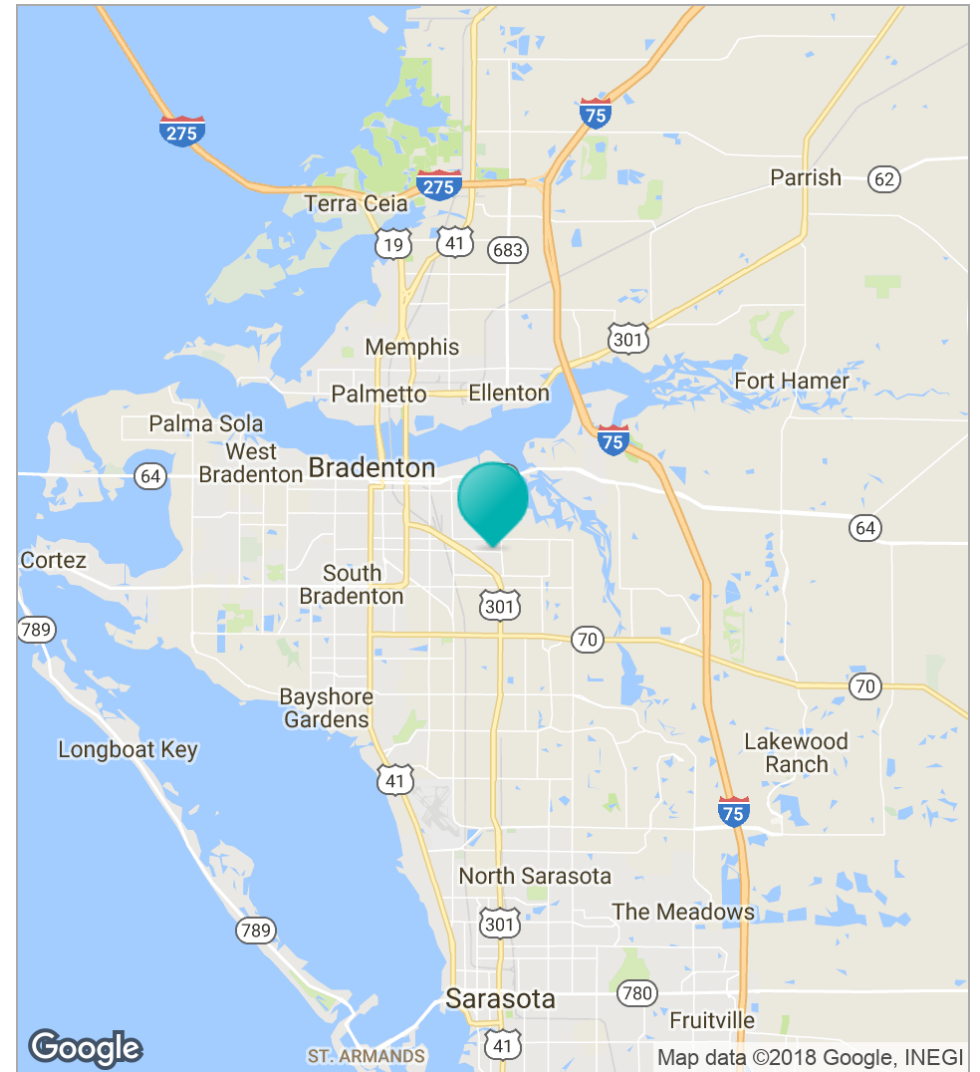 275
75
275
Parrish
62
Terra Ceia
19
41
683
301
Memphis
Fort Hamer
Palmetto
Ellenton
Palma Sola
75
West
Bradenton
Bradenton
64
64
Cortez
South
Bradenton
301
789
70
70
Bayshore
Gardens
Longboat Key
Lakewood
Ranch
41
75
North Sarasota
The Meadows
301
789
780
Sarasota
Fruitville
41
Google
ST. ARMANDS
Map data ©2018 Google, INEGI